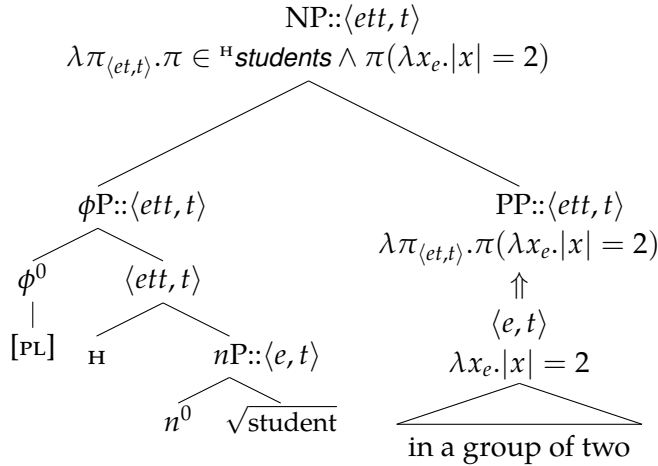 NP::⟨ett, t⟩
λπ⟨et,t⟩.π ∈ ᴴstudents ∧ π(λxₑ.|x| = 2)
ϕP::⟨ett, t⟩ PP::⟨ett, t⟩
λπ⟨et,t⟩.π(λxₑ.|x| = 2)
ϕ⁰ ⟨ett, t⟩ ⇑
⟨e, t⟩
[PL] H nP::⟨e, t⟩ λxₑ.|x| = 2
n⁰ √student
in a group of two